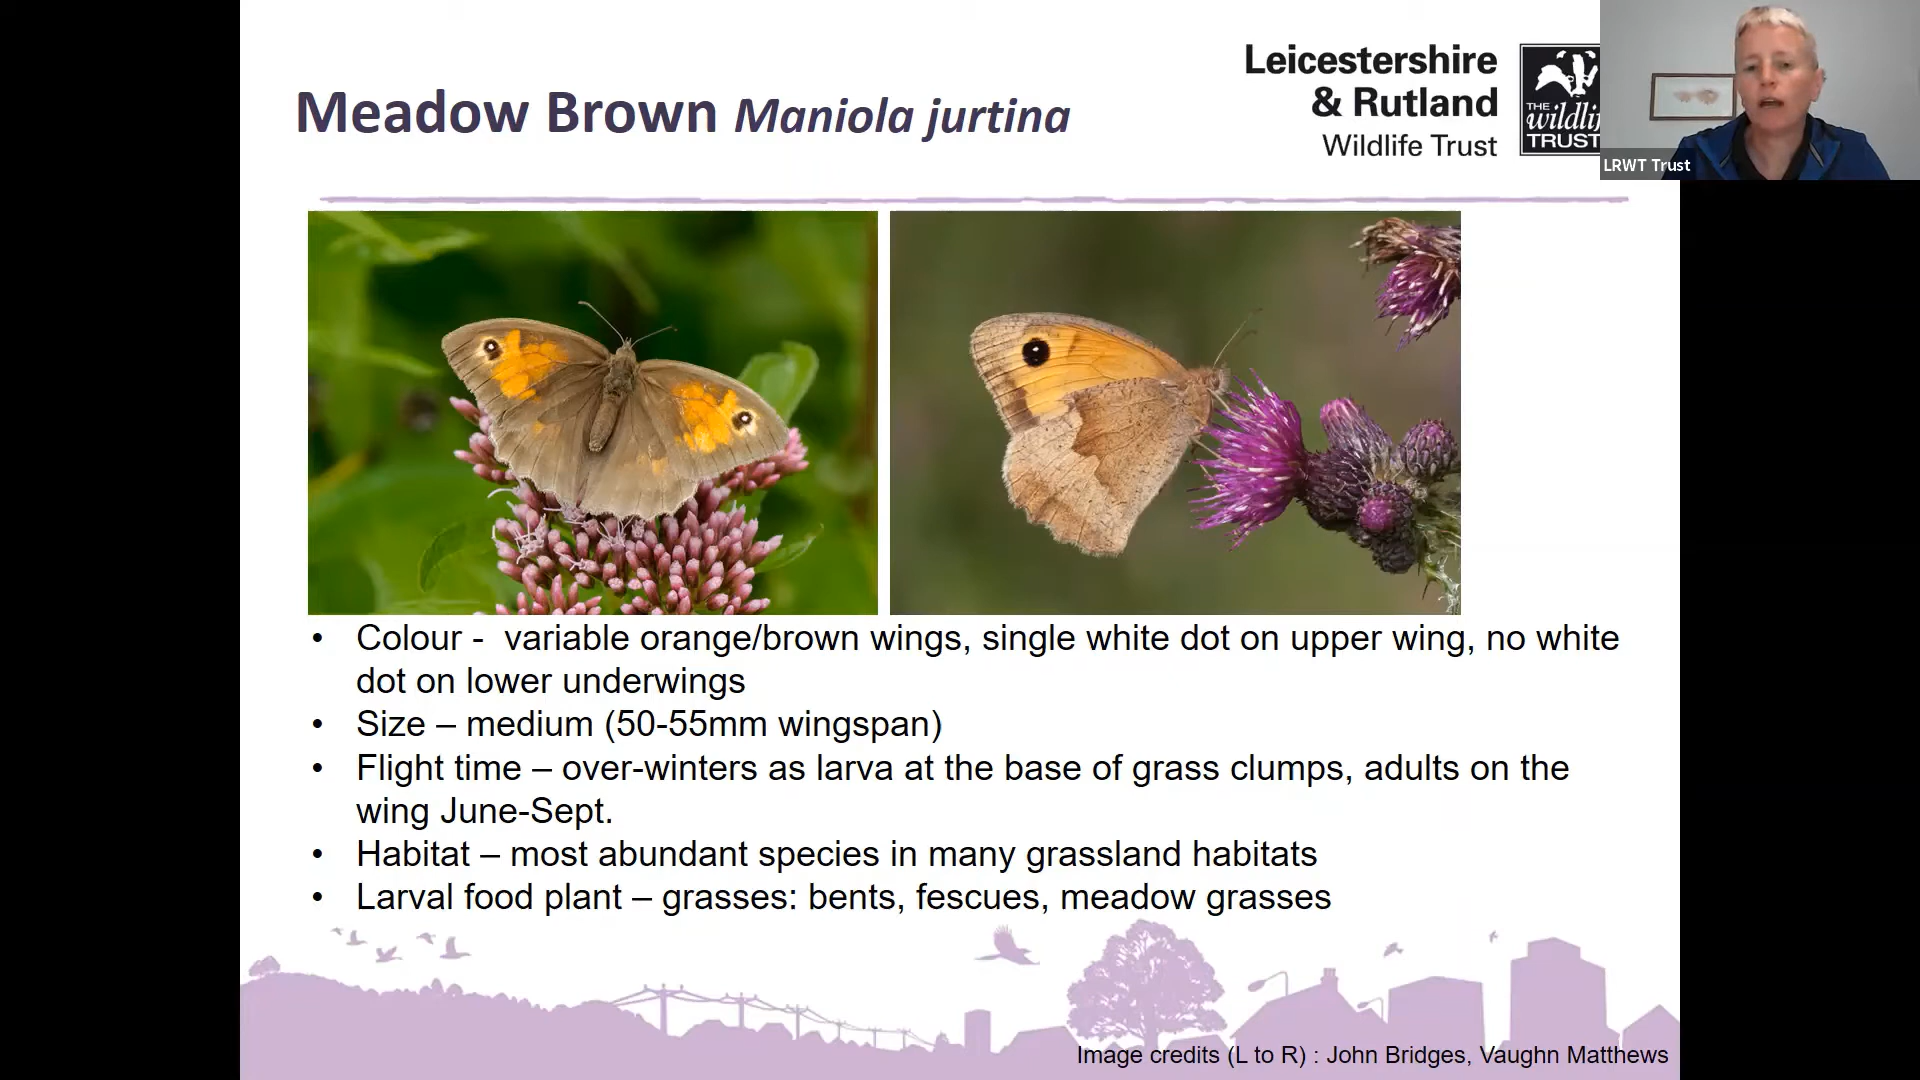 Meadow Brown Maniola jurtina
Leicestershire
& Rutland
Wildlife Trust
THE
wildlif
TRUST
LRWT Trust
• Colour - variable orange/brown wings, single white dot on upper wing, no white
dot on lower underwings
• Size – medium (50-55mm wingspan)
• Flight time – over-winters as larva at the base of grass clumps, adults on the
wing June-Sept.
• Habitat – most abundant species in many grassland habitats
• Larval food plant – grasses: bents, fescues, meadow grasses
Image credits (L to R) : John Bridges, Vaughn Matthews